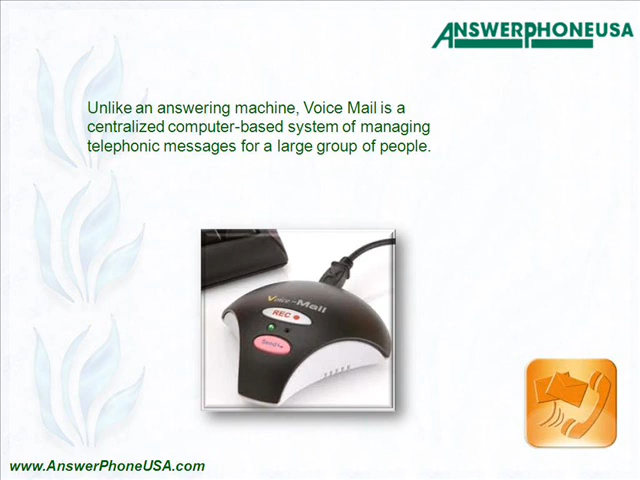 ANSWERPHONEUSA
Unlike an answering machine, Voice Mail is a
centralized computer-based system of managing
telephonic messages for a large group of people.
Voice-Mail
REC
Send
www.AnswerPhoneUSA.com